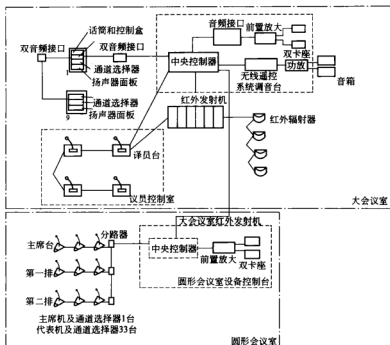 话筒和控制盒
双音频接口
双音频接口
1
通道选择器
扬声器面板
通道选择器
扬声器面板
9
音频接口
前置放大
双卡座
中央控制器
功放
无线遥控
系统调音台
音箱
红外发射机
红外辐射器
译员台
议员控制室
大会议室
大会议室红外发射机
分路器
主席台
第一排
第二排
中央控制器
前置放大
双卡座
圆形会议室设备控制台
主席机及通道选择器1台
代表机及通道选择器33台
圆形会议室